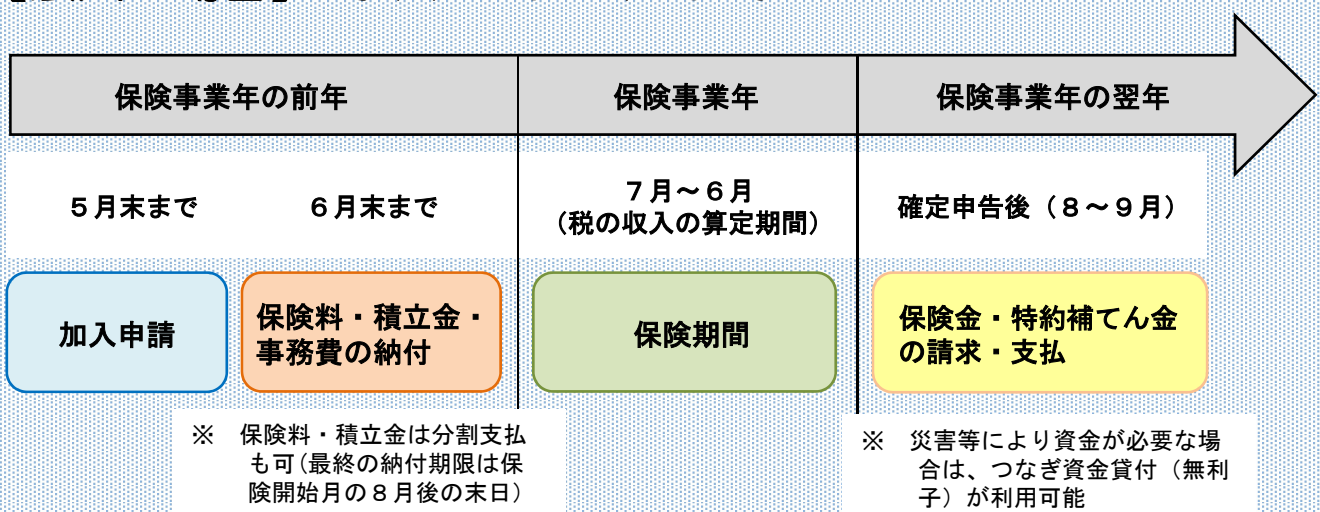 保険事業年の前年
保険事業年
保険事業年の翌年
5月末まで
6月末まで
7月～6月
(税の収入の算定期間)
確定申告後（8～9月）
加入申請
保険料・積立金・
事務費の納付
保険期間
保険金・特約補てん金
の請求・支払
※　保険料・積立金は分割支払
も可(最終の納付期限は保
険開始月の８月後の末日）
※　災害等により資金が必要な場
合は、つなぎ資金貸付（無利
子）が利用可能